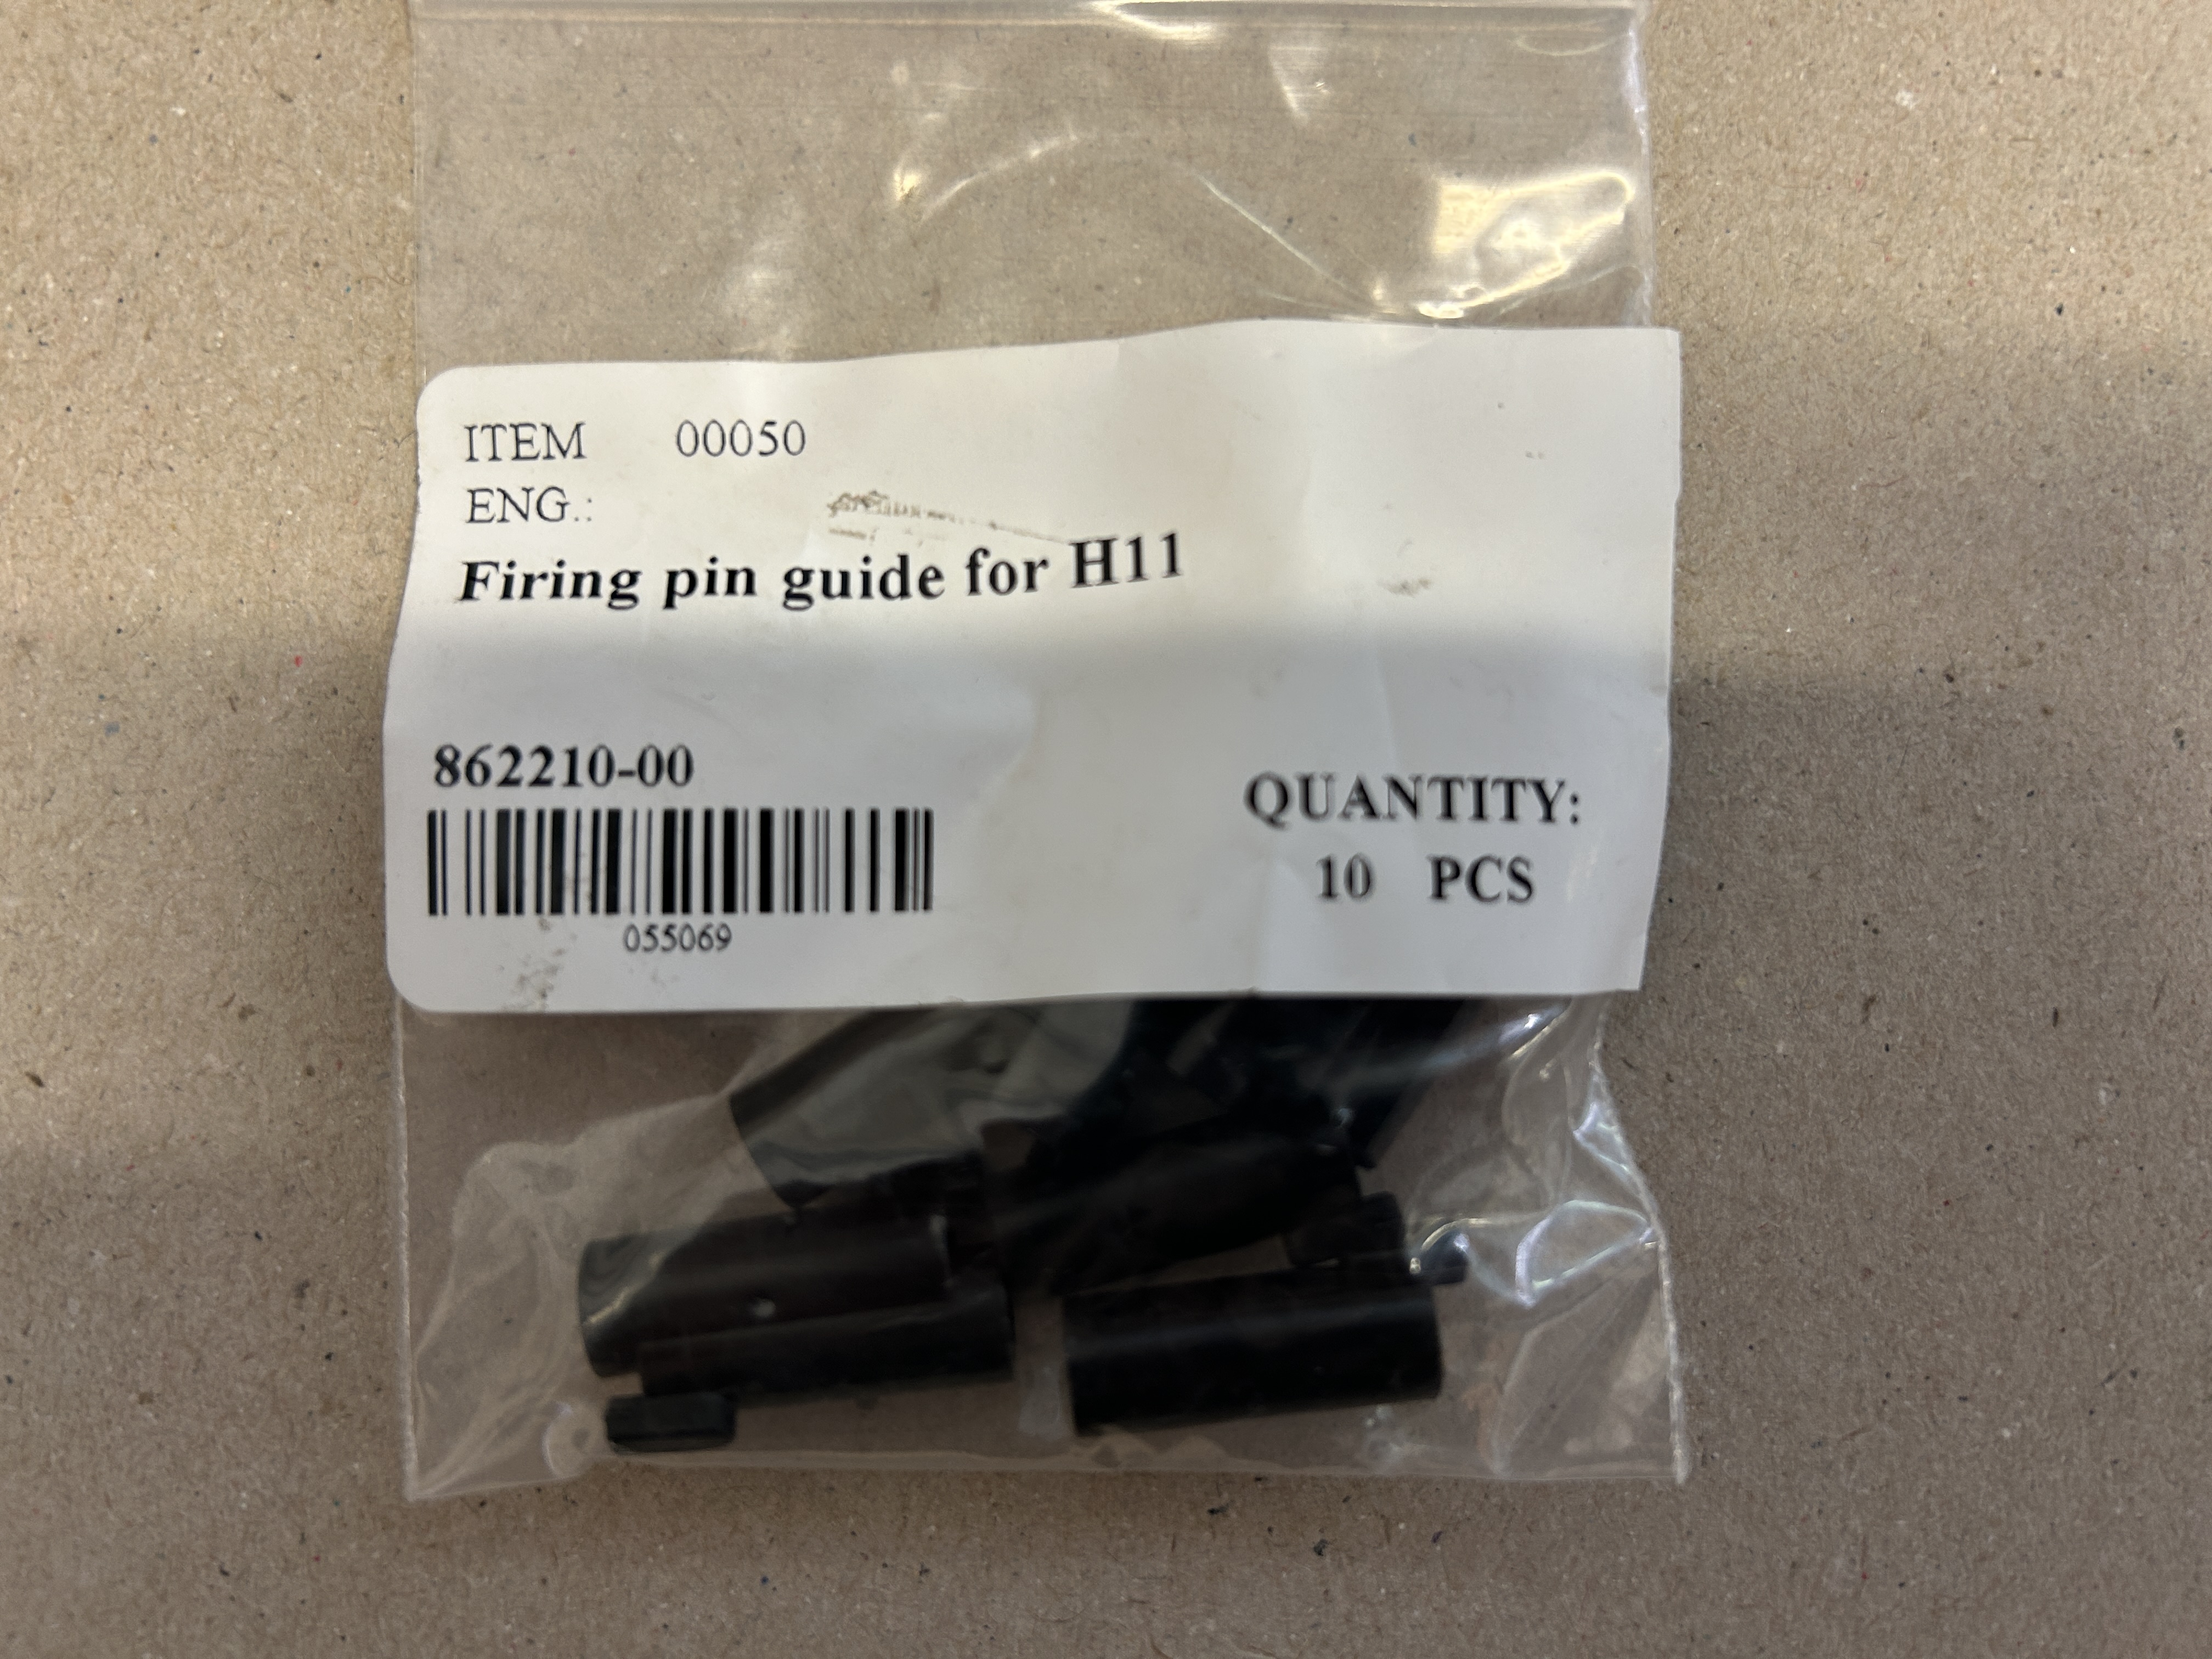 ITEM 00050
ENG.:
Firing pin guide for H11
862210-00
QUANTITY:
10 PCS
055069